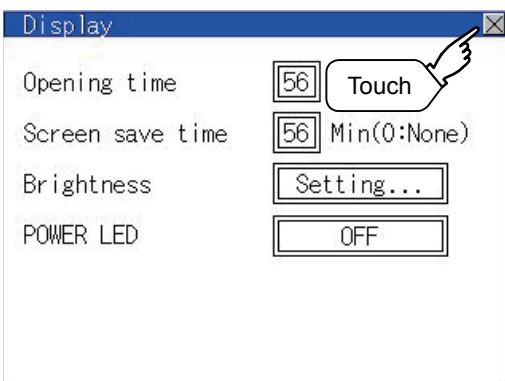 Display
Opening time 56 Touch
Screen save time 56 Min(0:None)
Brightness Setting...
POWER LED OFF